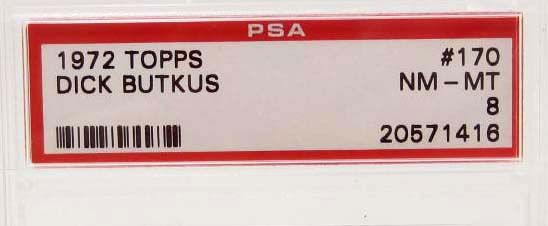 PSA
1972 TOPPS #170
DICK BUTKUS NM - MT
8
20571416